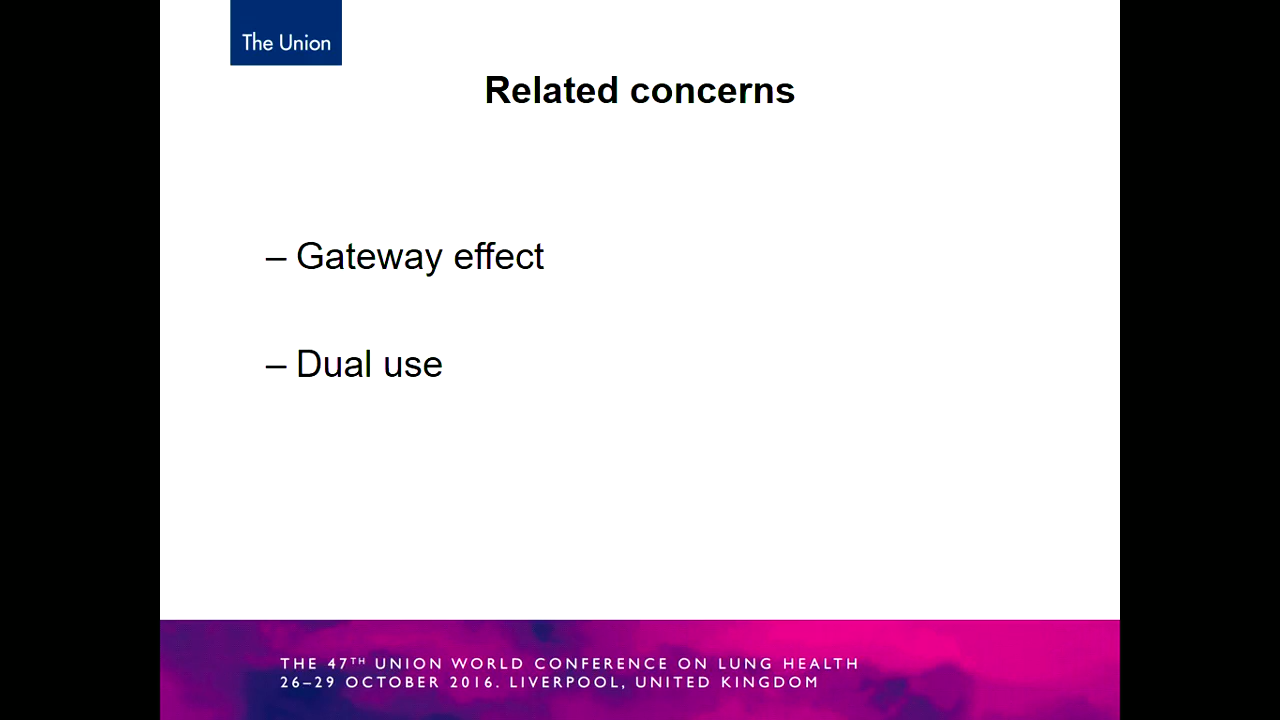 The Union
Related concerns
– Gateway effect
– Dual use
THE 47TH UNION WORLD CONFERENCE ON LUNG HEALTH
26–29 OCTOBER 2016. LIVERPOOL, UNITED KINGDOM